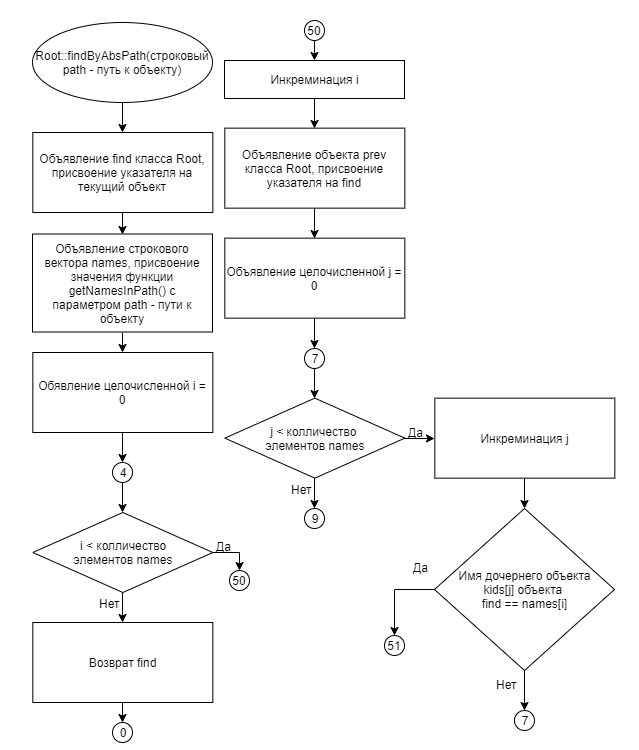 Root::findByAbsPath(строковый
path - путь к объекту)
Объявление find класса Root,
присвоение указателя на
текущий объект
Объявление строкового
вектора names, присвоение
значения функции
getNamesInPath() с
параметром path - пути к
объекту
Обявление целочисленной i =
0
4
i < колличество
элементов names
Да
50
Нет
Возврат find
0
50
Инкреминация i
Объявление объекта prev
класса Root, присвоение
указателя на find
Объявление целочисленной j =
0
7
j < колличество
элементов names
Да
Нет
9
Инкреминация j
Имя дочернего объекта
kids[j] объекта
find == names[i]
Да
51
Нет
7